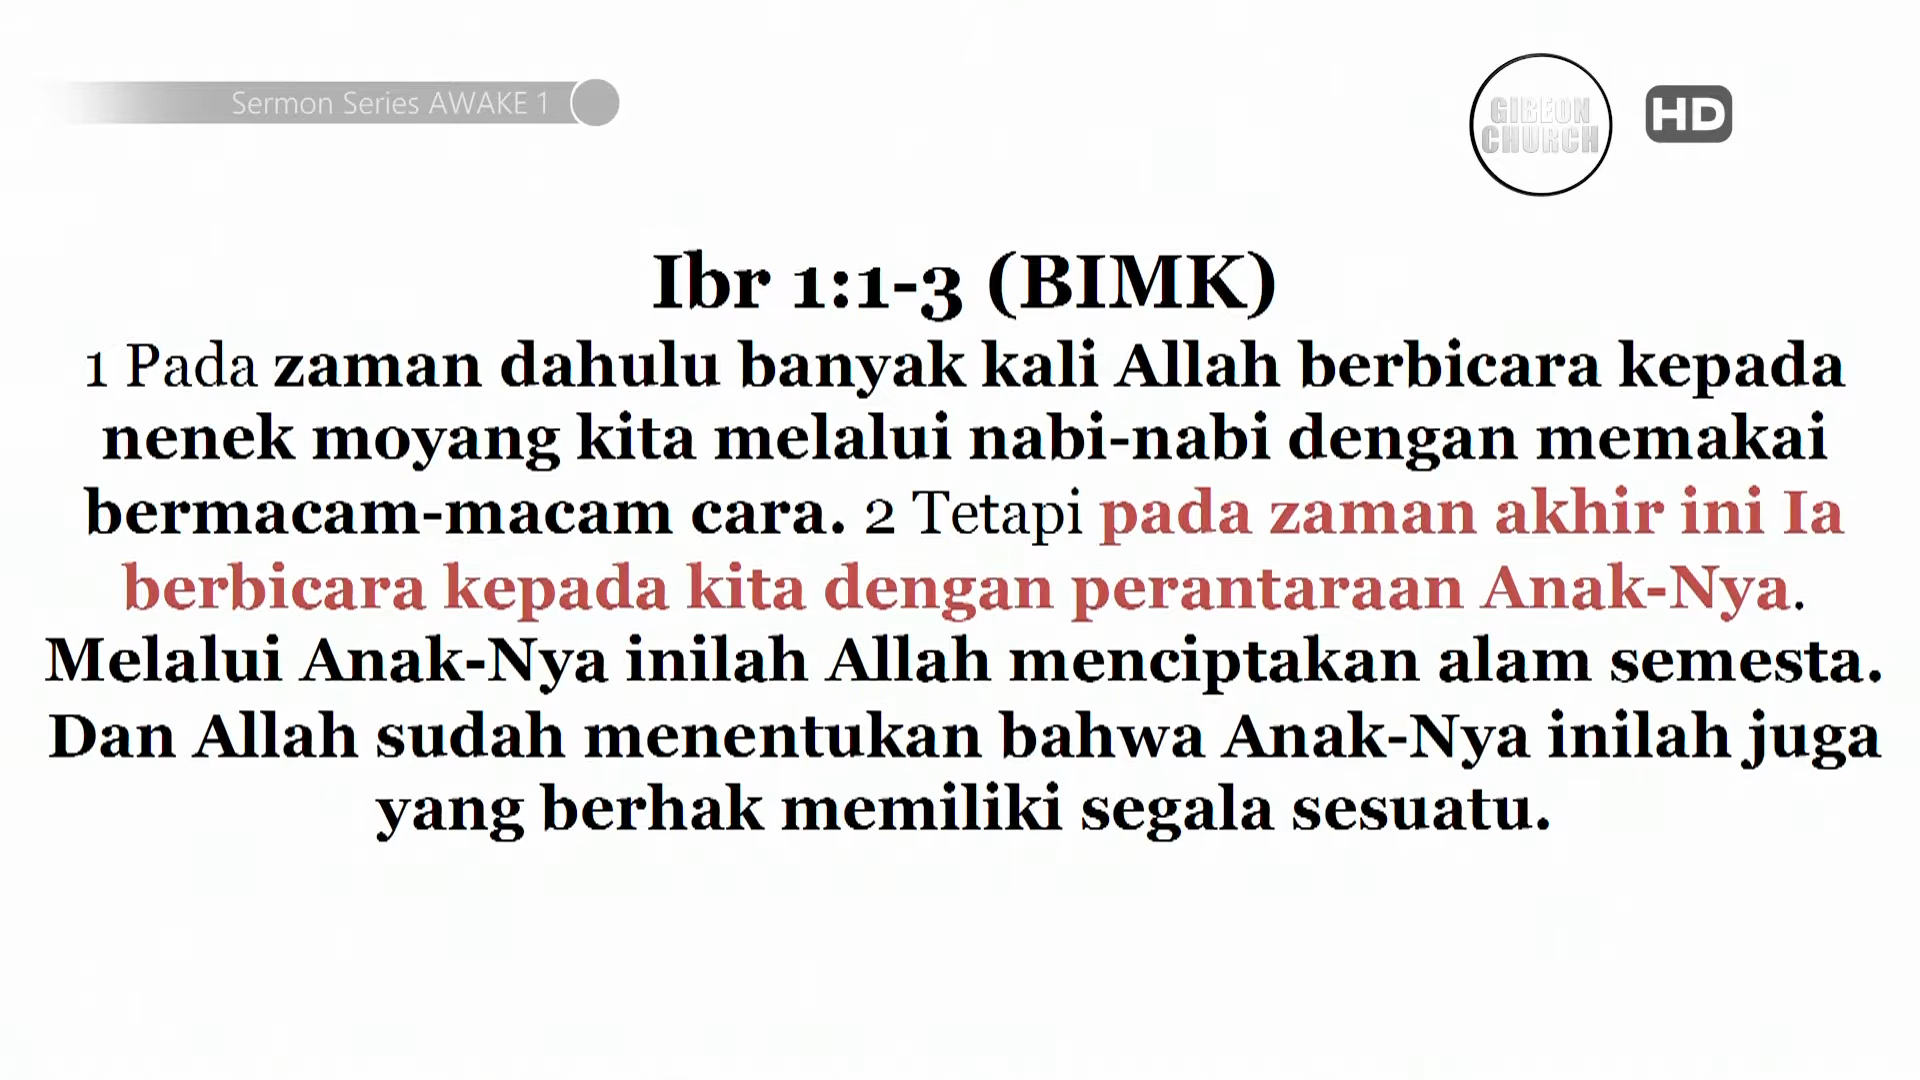 Sermon Series AWAKE 1
GIBEON
CHURCH
HD
Ibr 1:1-3 (BIMK)
1 Pada zaman dahulu banyak kali Allah berbicara kepada
nenek moyang kita melalui nabi-nabi dengan memakai
bermacam-macam cara. 2 Tetapi pada zaman akhir ini Ia
berbicara kepada kita dengan perantaraan Anak-Nya.
Melalui Anak-Nya inilah Allah menciptakan alam semesta.
Dan Allah sudah menentukan bahwa Anak-Nya inilah juga
yang berhak memiliki segala sesuatu.